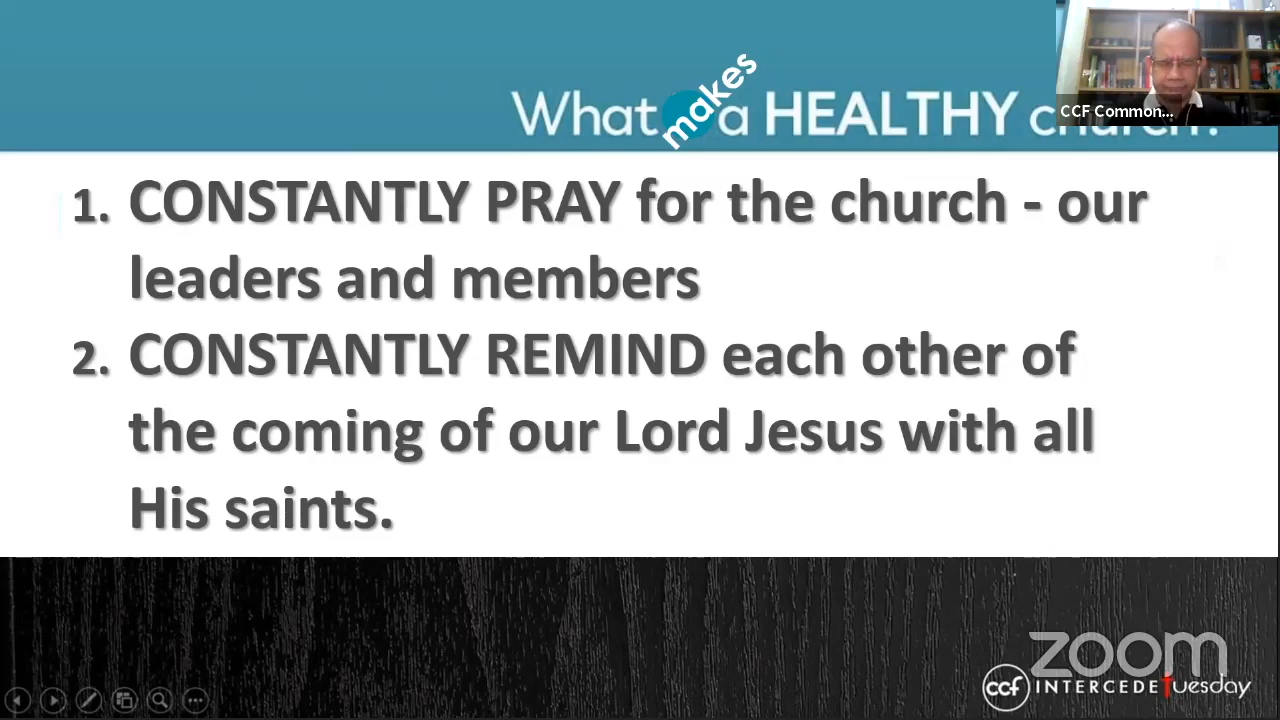 What makes a HEALTHY church?
CCF Common...
1. CONSTANTLY PRAY for the church - our
leaders and members
2. CONSTANTLY REMIND each other of
the coming of our Lord Jesus with all
His saints.
zoom
ccf INTERCEDE Tuesday